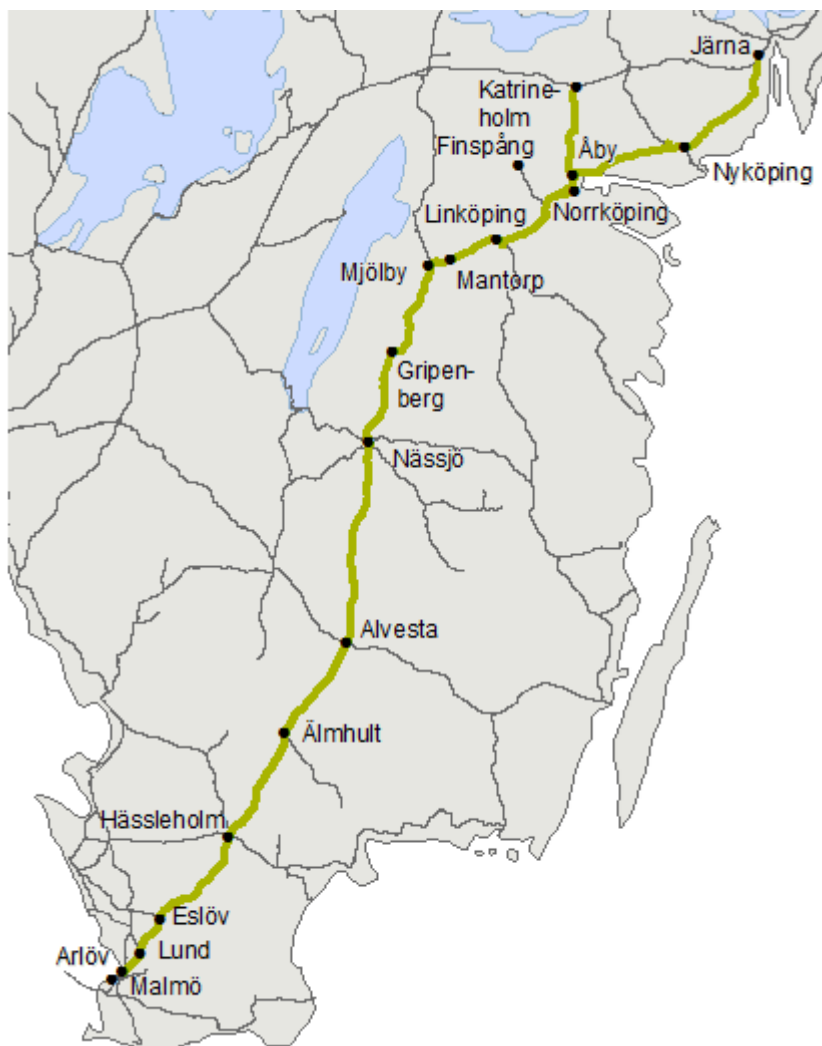 Järna
Katrine-
holm
Finspång
Åby
Nyköping
Norrköping
Linköping
Mjölby
Mantorp
Gripen-
berg
Nässjö
Alvesta
Älmhult
Hässleholm
Eslöv
Lund
Arlöv
Malmö